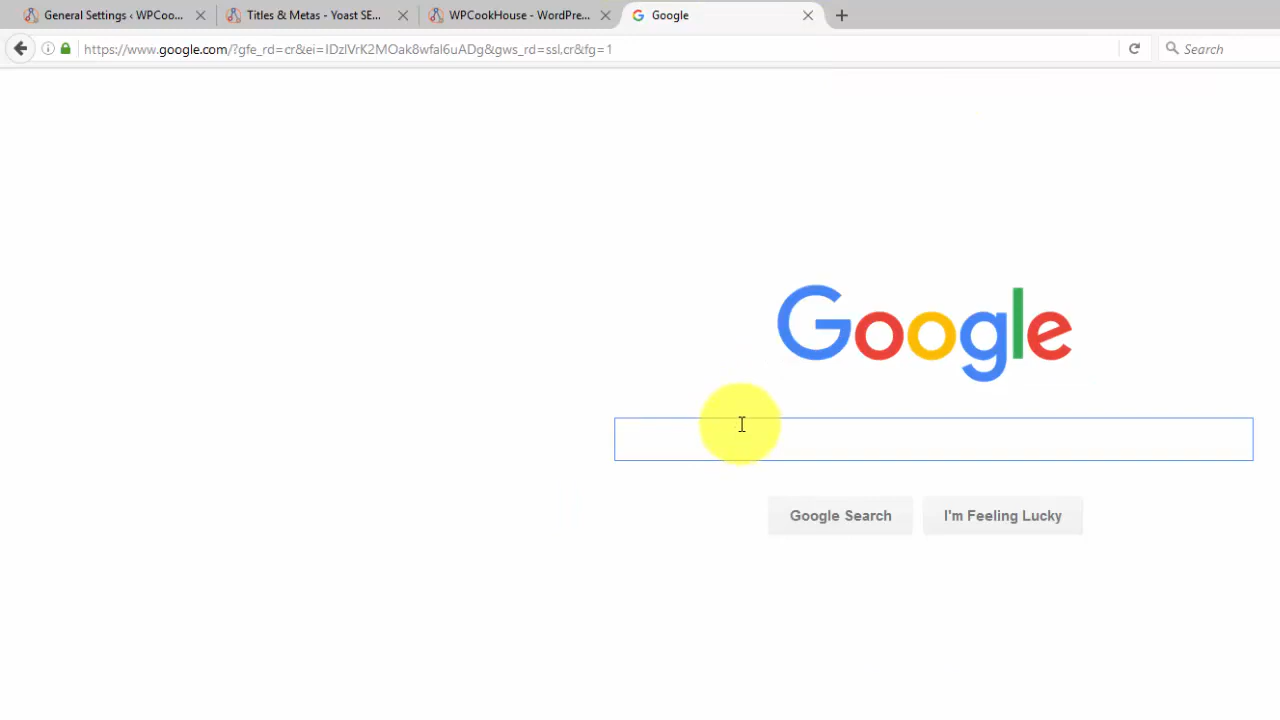 General Settings ‹ WPCoo...
Titles & Metas - Yoast SE...
WPCookHouse - WordPre...
Google
https://www.google.com/?gfe_rd=cr&ei=IDzlVrK2MOak8wfal6uADg&gws_rd=ssl,cr&fg=1
Search
Google
Google Search
I'm Feeling Lucky